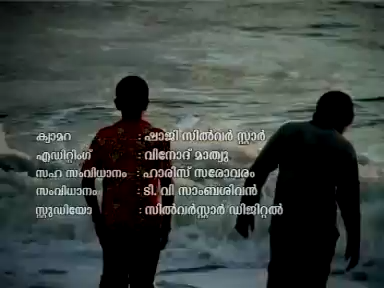 ക്യാമറ : ഷാജി സിൽവർ സ്റ്റാർ
എഡിറ്റിംഗ് : വിനോദ് മാത്യു
സഹ സംവിധാനം : ഹാരിസ് സരോവരം
സംവിധാനം : ടി. വി സാംബശിവൻ
സ്റ്റുഡിയോ : സിൽവർസ്റ്റാർ ഡിജിറ്റൽ